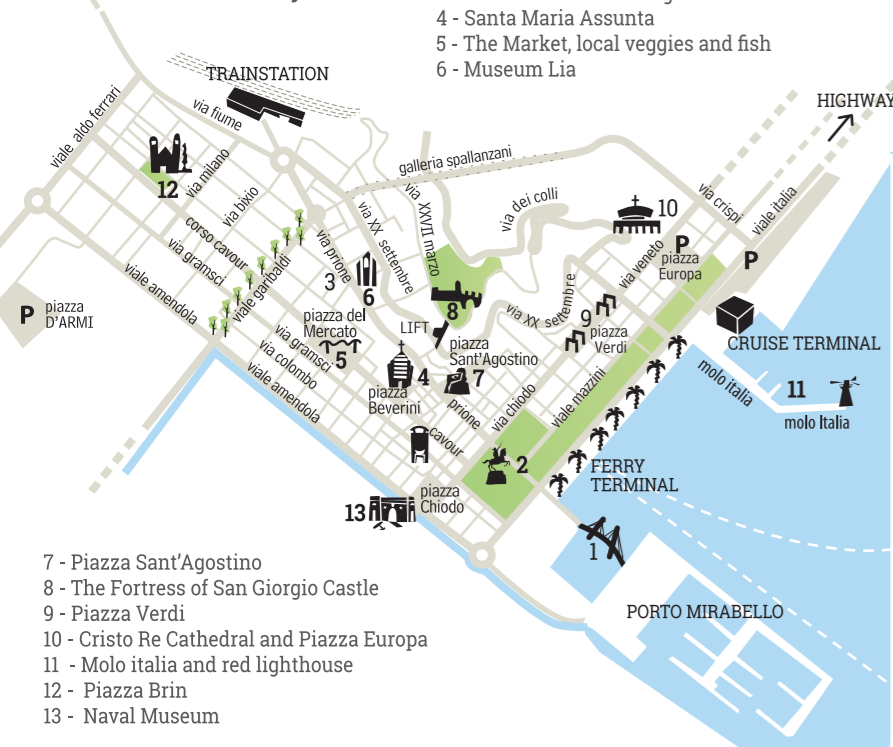 4 - Santa Maria Assunta
5 - The Market, local veggies and fish
6 - Museum Lia
TRAINSTATION
HIGHWAY
via fiume
viale aldo ferrari
galleria spallanzani
12
via milano
via bixio
via XX settembre
via XXVII marzo
via dei colli
10
via crispi
viale italia
corso cavour
via gramsci
viale amendola
viale garibaldi
via prione
3
6
via veneto
P
piazza
Europa
P
P
piazza
D'ARMI
8
via XX settembre
9
piazza
Verdi
piazza del
Mercato
5
LIFT
piazza
Sant'Agostino
via gramsci
via colombo
viale amendola
4
7
piazza
Beverini
prione
via chiodo
viale mazzini
CRUISE TERMINAL
molo italia
11
molo Italia
cavour
2
FERRY
TERMINAL
13
piazza
Chiodo
1
PORTO MIRABELLO
7 - Piazza Sant'Agostino
8 - The Fortress of San Giorgio Castle
9 - Piazza Verdi
10 - Cristo Re Cathedral and Piazza Europa
11 - Molo italia and red lighthouse
12 - Piazza Brin
13 - Naval Museum